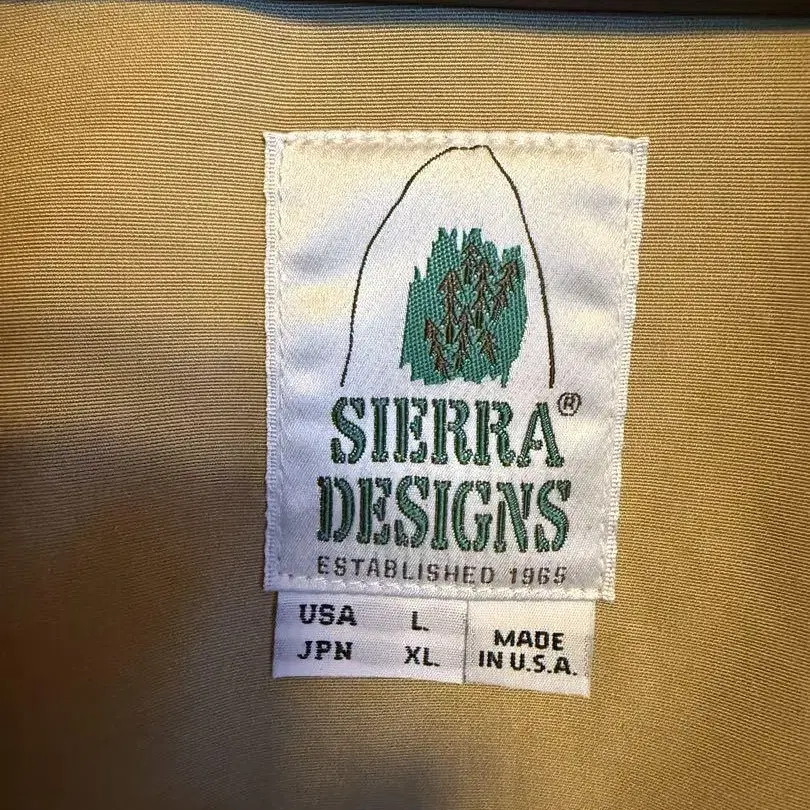 SIERRA®
DESIGNS
ESTABLISHED 1965
USA L
JPN XL
MADE
IN U.S.A.